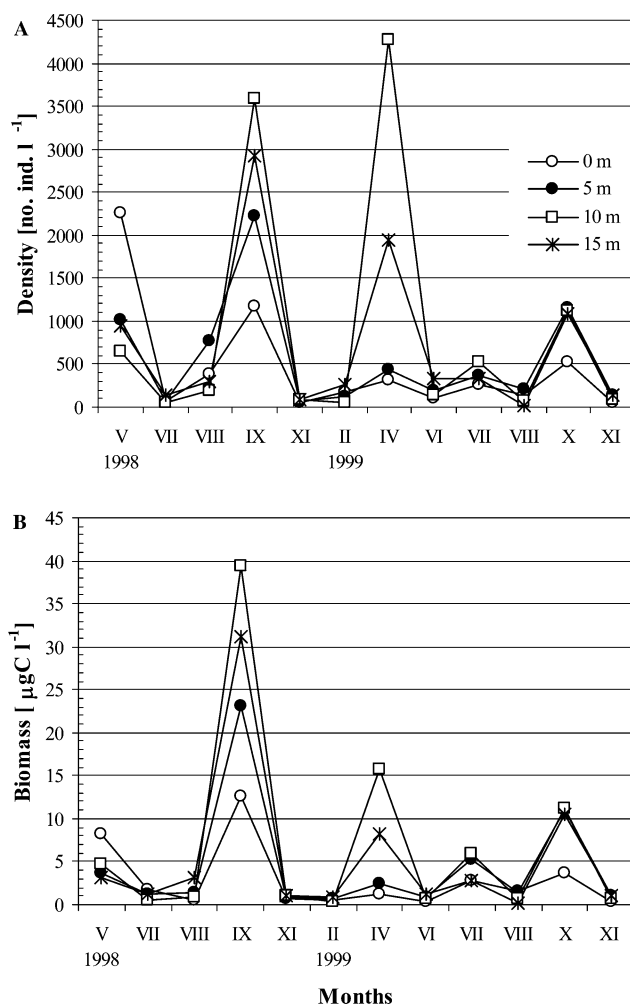 A
Density [no. ind. l -1]
4500
4000
3500
3000
2500
2000
1500
1000
500
0
0 m
5 m
10 m
15 m
V VII VIII IX XI II IV VI VII VIII X XI
1998 1999
B
Biomass [ µgC l-1]
45
40
35
30
25
20
15
10
5
0
V VII VIII IX XI II IV VI VII VIII X XI
1998 1999
Months